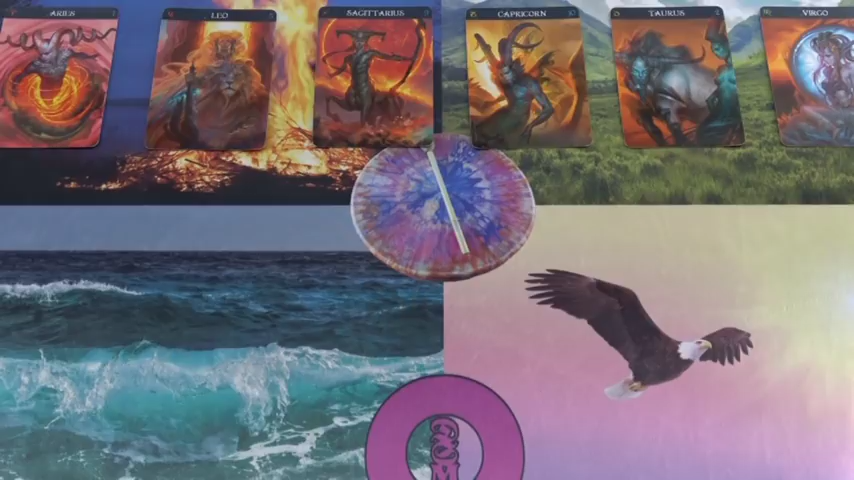 ARIES
LEO
SAGITTARIUS
CAPRICORN
TAURUS
VIRGO